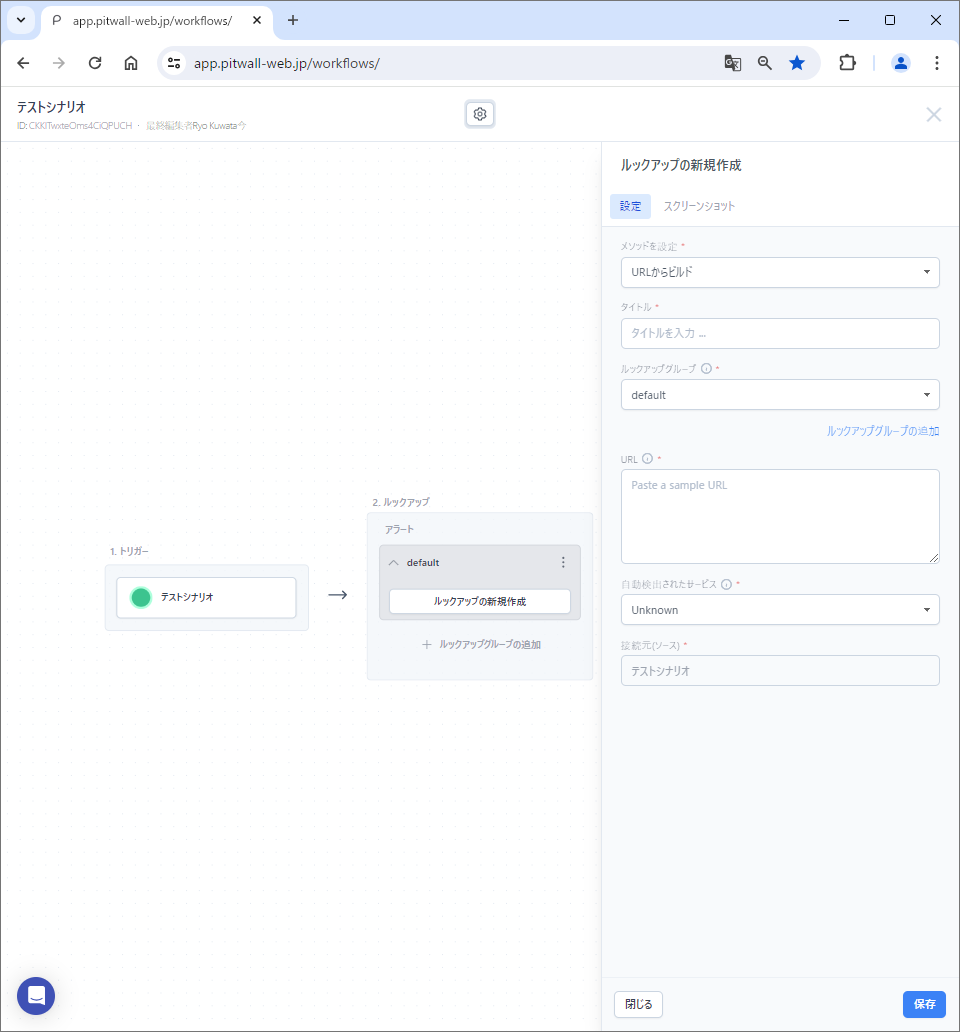 app.pitwall-web.jp/workflows/
app.pitwall-web.jp/workflows/
テストシナリオ
ID: CKKITwxteOms4CiQPUCH ・ 最終編集者Ryo Kuwata今
ルックアップの新規作成
設定 スクリーンショット
メソッドを設定 *
URLからビルド
タイトル *
タイトルを入力 ...
ルックアップグループ *
default
ルックアップグループの追加
URL *
Paste a sample URL
自動検出されたサービス *
Unknown
接続元(ソース) *
テストシナリオ
1. トリガー
テストシナリオ
2. ルックアップ
アラート
default
ルックアップの新規作成
ルックアップグループの追加
閉じる 保存